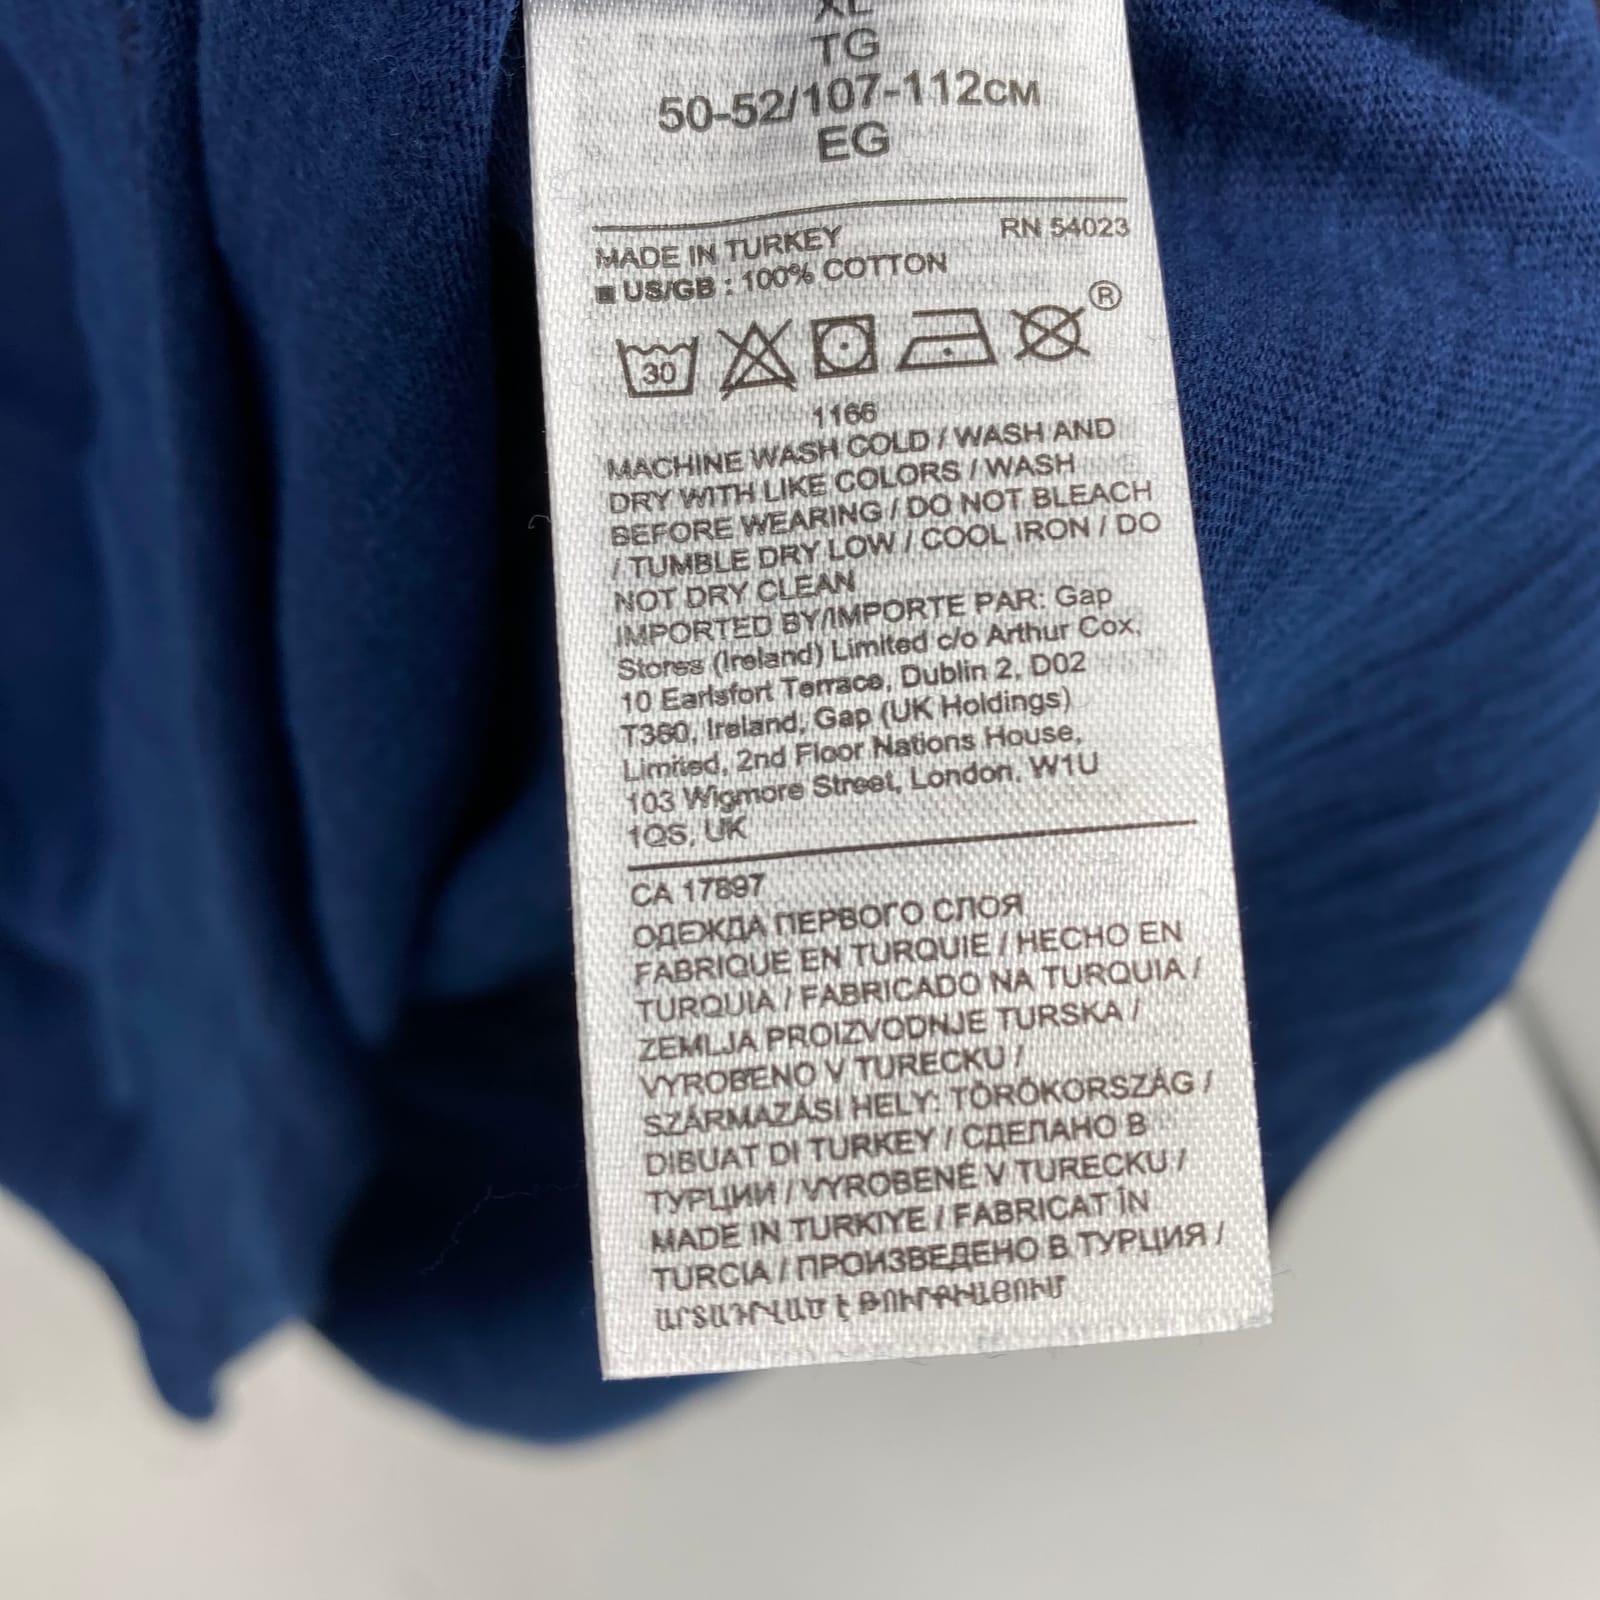 XL
TG
50-52/107-112CM
EG
MADE IN TURKEY RN 54023
■ US/GB : 100% COTTON
30 ®
1166
MACHINE WASH COLD / WASH AND
DRY WITH LIKE COLORS / WASH
BEFORE WEARING / DO NOT BLEACH
/ TUMBLE DRY LOW / COOL IRON / DO
NOT DRY CLEAN
IMPORTED BY/IMPORTE PAR: Gap
Stores (Ireland) Limited c/o Arthur Cox,
10 Earlsfort Terrace, Dublin 2, D02
T380, Ireland, Gap (UK Holdings)
Limited, 2nd Floor Nations House,
103 Wigmore Street, London, W1U
1QS, UK
CA 17897
ОДЕЖДА ПЕРВОГО СЛОЯ
FABRIQUE EN TURQUIE / HECHO EN
TURQUIA / FABRICADO NA TURQUIA /
ZEMLJA PROIZVODNJE TURSKA /
VYROBENO V TURECKU /
SZÁRMAZÁSI HELY: TÖRÖKORSZÁG /
DIBUAT DI TURKEY / СДЕЛАНО В
ТУРЦИИ / VYROBENÉ V TURECKU /
MADE IN TURKIYE / FABRICAT ÎN
TURCIA / ПРОИЗВЕДЕНО В ТУРЦИЯ /
ԱՐՏԱԴՐՎԱԾ Է ԹՈՒՐՔԻԱՅՈՒՄ